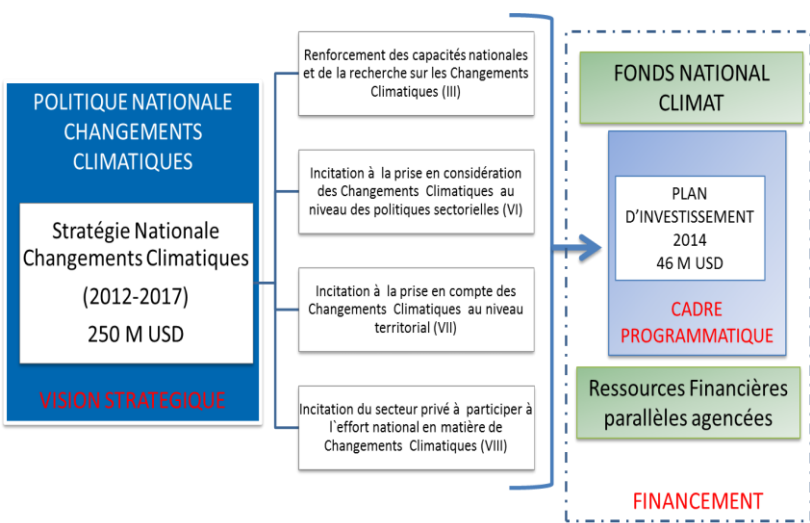 POLITIQUE NATIONALE
CHANGEMENTS
CLIMATIQUES
Stratégie Nationale
Changements Climatiques
(2012-2017)
250 M USD
VISION STRATEGIQUE
Renforcement des capacités nationales
et de la recherche sur les Changements
Climatiques (III)
Incitation à la prise en considération
des Changements Climatiques au
niveau des politiques sectorielles (VI)
Incitation à la prise en compte des
Changements Climatiques au niveau
territorial (VII)
Incitation du secteur privé à participer à
l`effort national en matière de
Changements Climatiques (VIII)
FONDS NATIONAL
CLIMAT
PLAN
D'INVESTISSEMENT
2014
46 M USD
CADRE
PROGRAMMATIQUE
Ressources Financières
parallèles agencées
FINANCEMENT